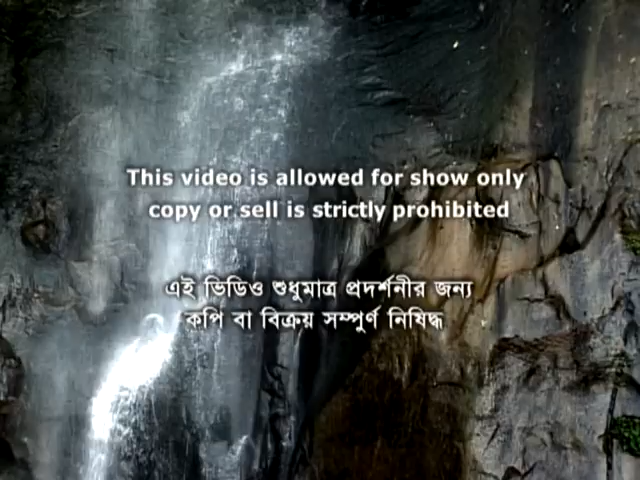 This video is allowed for show only
copy or sell is strictly prohibited
এই ভিডিও শুধুমাত্র প্রদর্শনীর জন্য
কপি বা বিক্রয় সম্পুর্ণ নিষিদ্ধ